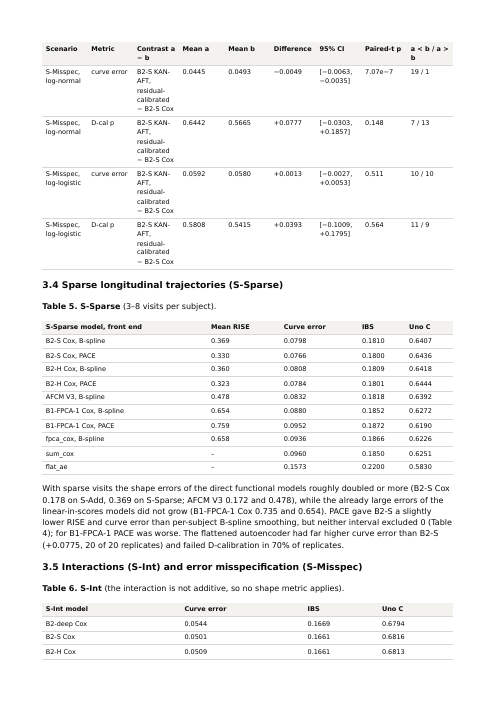 Scenario Metric Contrast a Mean a Mean b Difference 95% CI Paired-t p a < b / a >
− b b
S-Misspec, curve error B2-S KAN- 0.0445 0.0493 −0.0049 [−0.0063, 7.07e−7 19 / 1
log-normal AFT, −0.0035]
residual-
calibrated
− B2-S Cox
S-Misspec, D-cal p B2-S KAN- 0.6442 0.5665 +0.0777 [−0.0303, 0.148 7 / 13
log-normal AFT, +0.1857]
residual-
calibrated
− B2-S Cox
S-Misspec, curve error B2-S KAN- 0.0592 0.0580 +0.0013 [−0.0027, 0.511 10 / 10
log-logistic AFT, +0.0053]
residual-
calibrated
− B2-S Cox
S-Misspec, D-cal p B2-S KAN- 0.5808 0.5415 +0.0393 [−0.1009, 0.564 11 / 9
log-logistic AFT, +0.1795]
residual-
calibrated
− B2-S Cox
3.4 Sparse longitudinal trajectories (S-Sparse)
Table 5. S-Sparse (3–8 visits per subject).
S-Sparse model, front end Mean RISE Curve error IBS Uno C
B2-S Cox, B-spline 0.369 0.0798 0.1810 0.6407
B2-S Cox, PACE 0.330 0.0766 0.1800 0.6436
B2-H Cox, B-spline 0.360 0.0808 0.1809 0.6418
B2-H Cox, PACE 0.323 0.0784 0.1801 0.6444
AFCM V3, B-spline 0.478 0.0832 0.1818 0.6392
B1-FPCA-1 Cox, B-spline 0.654 0.0880 0.1852 0.6272
B1-FPCA-1 Cox, PACE 0.759 0.0952 0.1872 0.6190
fpca_cox, B-spline 0.658 0.0936 0.1866 0.6226
sum_cox – 0.0960 0.1850 0.6251
flat_ae – 0.1573 0.2200 0.5830
With sparse visits the shape errors of the direct functional models roughly doubled or more (B2-S Cox
0.178 on S-Add, 0.369 on S-Sparse; AFCM V3 0.172 and 0.478), while the already large errors of the
linear-in-scores models did not grow (B1-FPCA-1 Cox 0.735 and 0.654). PACE gave B2-S a slightly
lower RISE and curve error than per-subject B-spline smoothing, but neither interval excluded 0 (Table
4); for B1-FPCA-1 PACE was worse. The flattened autoencoder had far higher curve error than B2-S
(+0.0775, 20 of 20 replicates) and failed D-calibration in 70% of replicates.
3.5 Interactions (S-Int) and error misspecification (S-Misspec)
Table 6. S-Int (the interaction is not additive, so no shape metric applies).
S-Int model Curve error IBS Uno C
B2-deep Cox 0.0544 0.1669 0.6794
B2-S Cox 0.0501 0.1661 0.6816
B2-H Cox 0.0509 0.1661 0.6813